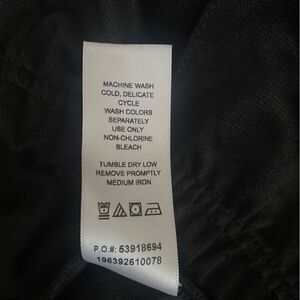 MACHINE WASH
COLD, DELICATE
CYCLE
WASH COLORS
SEPARATELY
USE ONLY
NON-CHLORINE
BLEACH
TUMBLE DRY LOW
REMOVE PROMPTLY
MEDIUM IRON
P.O.#: 53918694
196392610078